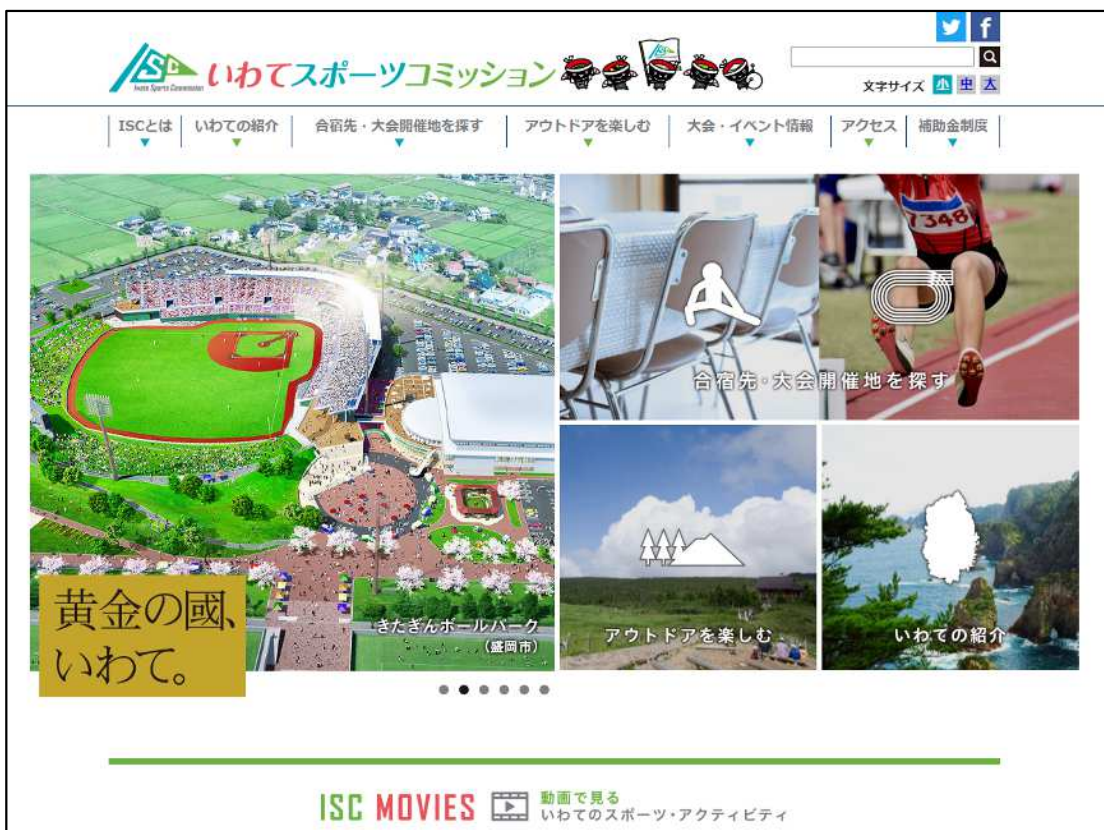 ISC
Iwate Sports Commission
いわてスポーツコミッション
文字サイズ 小 中 大
ISCとは いわての紹介 合宿先・大会開催地を探す アウトドアを楽しむ 大会・イベント情報 アクセス 補助金制度
7348
合宿先・大会開催地を探す
黄金の國、
いわて。
きたぎんボールパーク
(盛岡市)
アウトドアを楽しむ
いわての紹介
ISC MOVIES 動画で見る
いわてのスポーツ・アクティビティ